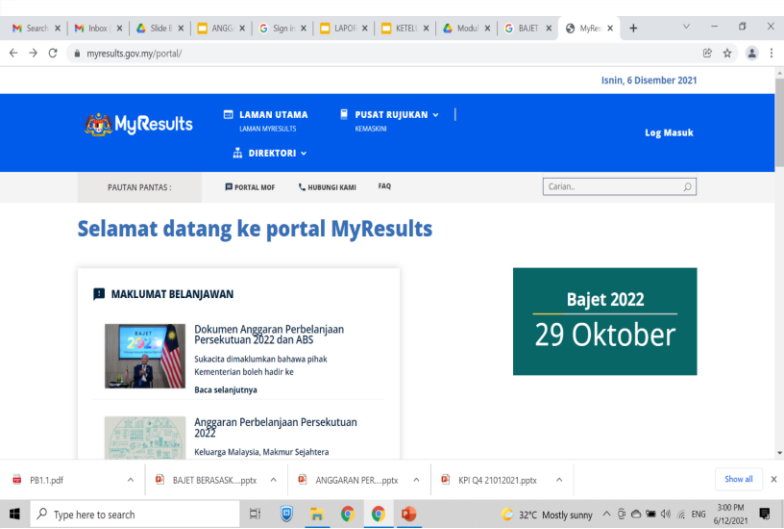 Search
Inbox
Slide
ANGG
Sign in
LAPOR
KETEL
Modul
BAJET
MyRes
myresults.gov.my/portal/
Isnin, 6 Disember 2021
MyResults
LAMAN UTAMA
LAMAN MYRESULTS
PUSAT RUJUKAN
KEMASKINI
Log Masuk
DIREKTORI
PAUTAN PANTAS :
PORTAL MOF
HUBUNGI KAMI
FAQ
Carian..
Selamat datang ke portal MyResults
MAKLUMAT BELANJAWAN
BAJET
Dokumen Anggaran Perbelanjaan
Persekutuan 2022 dan ABS
Sukacita dimaklumkan bahawa pihak
Kementerian boleh hadir ke
Baca selanjutnya
Anggaran Perbelanjaan Persekutuan
2022
Keluarga Malaysia, Makmur Sejahtera
Bajet 2022
29 Oktober
PB1.1.pdf
BAJET BERASASK....pptx
ANGGARAN PER....pptx
KPI Q4 21012021.pptx
Show all
Type here to search
32°C Mostly sunny
ENG
3:00 PM
6/12/2021